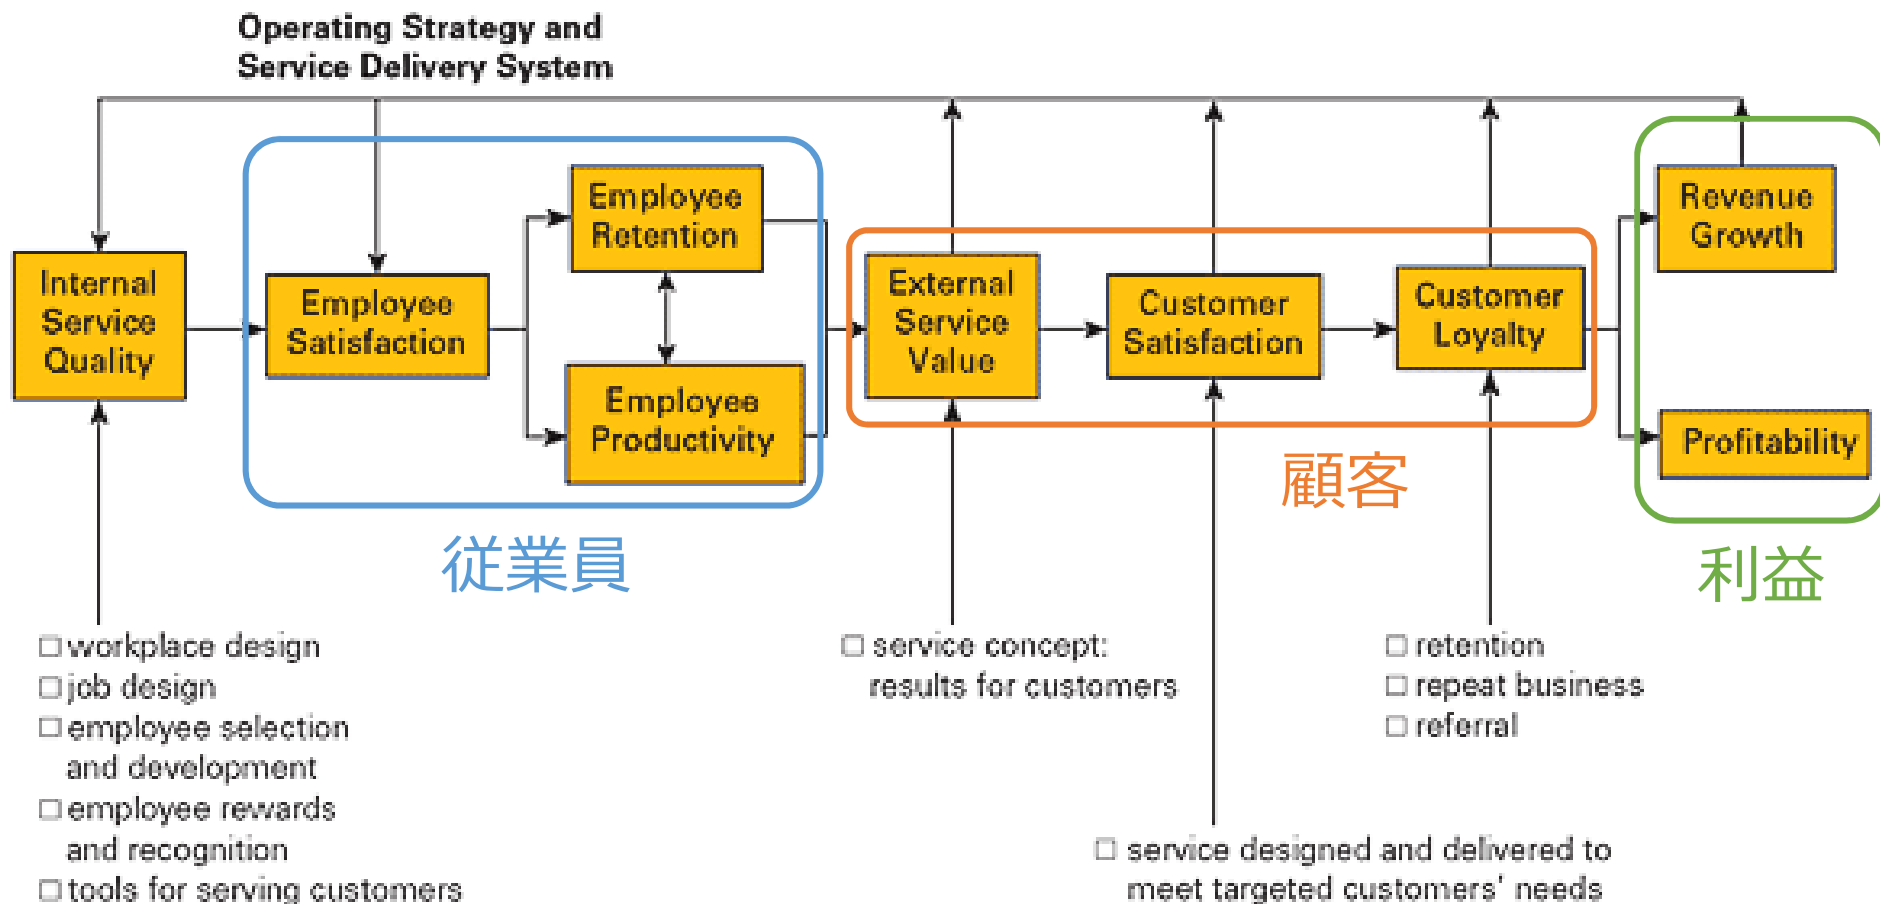 Operating Strategy and
Service Delivery System
Internal
Service
Quality
Employee
Satisfaction
Employee
Retention
Employee
Productivity
External
Service
Value
Customer
Satisfaction
Customer
Loyalty
Revenue
Growth
Profitability
従業員
顧客
利益
□ workplace design
□ job design
□ employee selection
and development
□ employee rewards
and recognition
□ tools for serving customers
□ service concept:
results for customers
□ service designed and delivered to
meet targeted customers' needs
□ retention
□ repeat business
□ referral